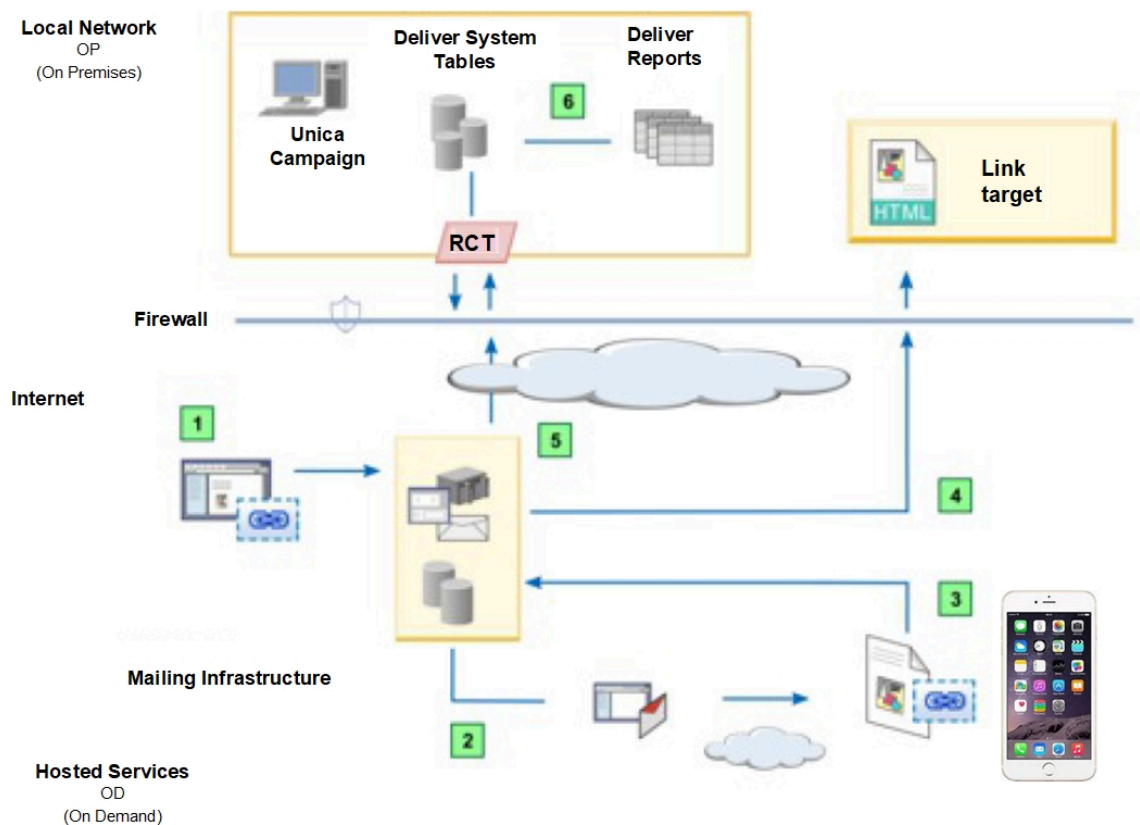 Local Network
OP
(On Premises)
Deliver System
Tables
Deliver
Reports
6
Unica
Campaign
RCT
HTML
Link
target
Firewall
Internet
1
5
4
3
Mailing Infrastructure
2
Hosted Services
OD
(On Demand)